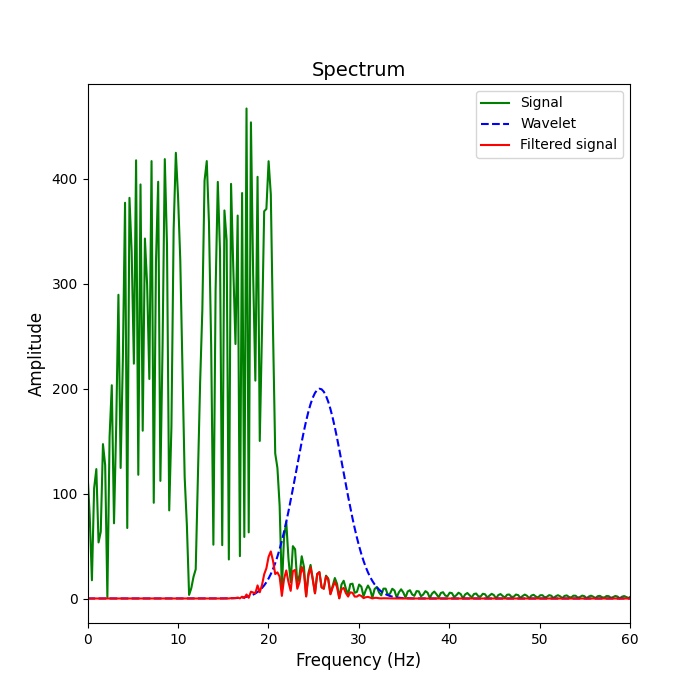 Spectrum
Signal
Wavelet
Filtered signal
Amplitude
400
300
200
100
0
0 10 20 30 40 50 60
Frequency (Hz)